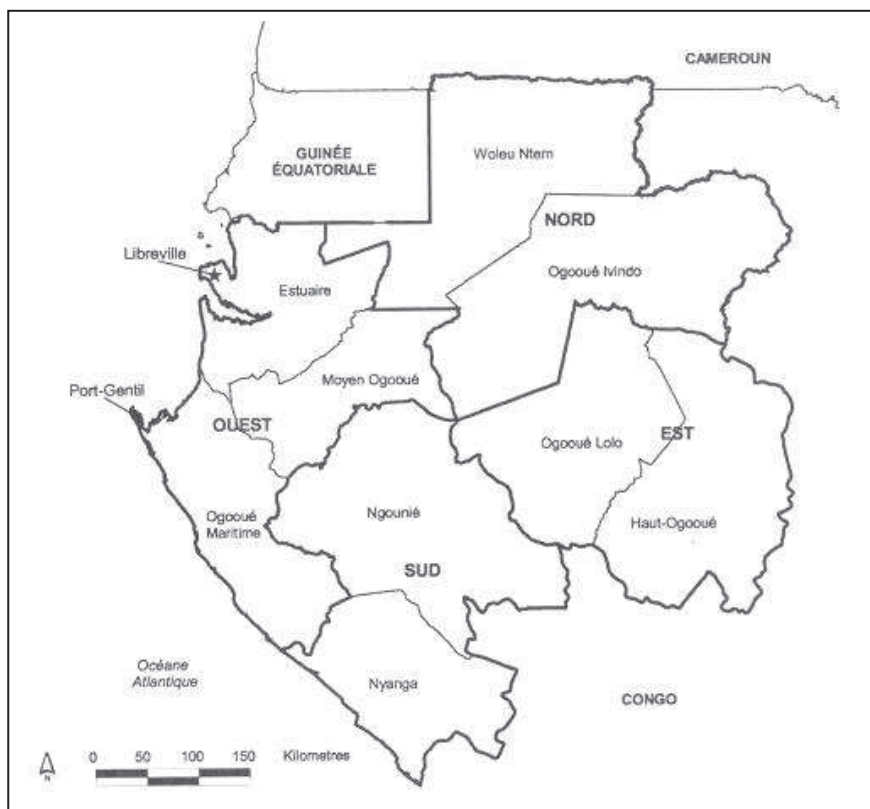 CAMEROUN
GUINÉE
ÉQUATORIALE
Woleu Ntem
NORD
Libreville
Ogooué Ivindo
Estuaire
Moyen Ogooué
Port-Gentil
OUEST
EST
Ogooué Lolo
Ogooué
Maritime
Ngounié
Haut-Ogooué
SUD
Océane
Atlantique
Nyanga
CONGO
Kilometres
0 50 100 150
N